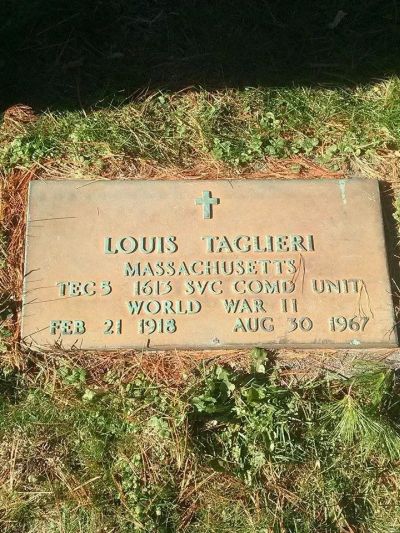 LOUIS TAGLIERI
MASSACHUSETTS
TEC 5 1613 SVC COMD UNIT
WORLD WAR II
FEB 21 1918 AUG 30 1967